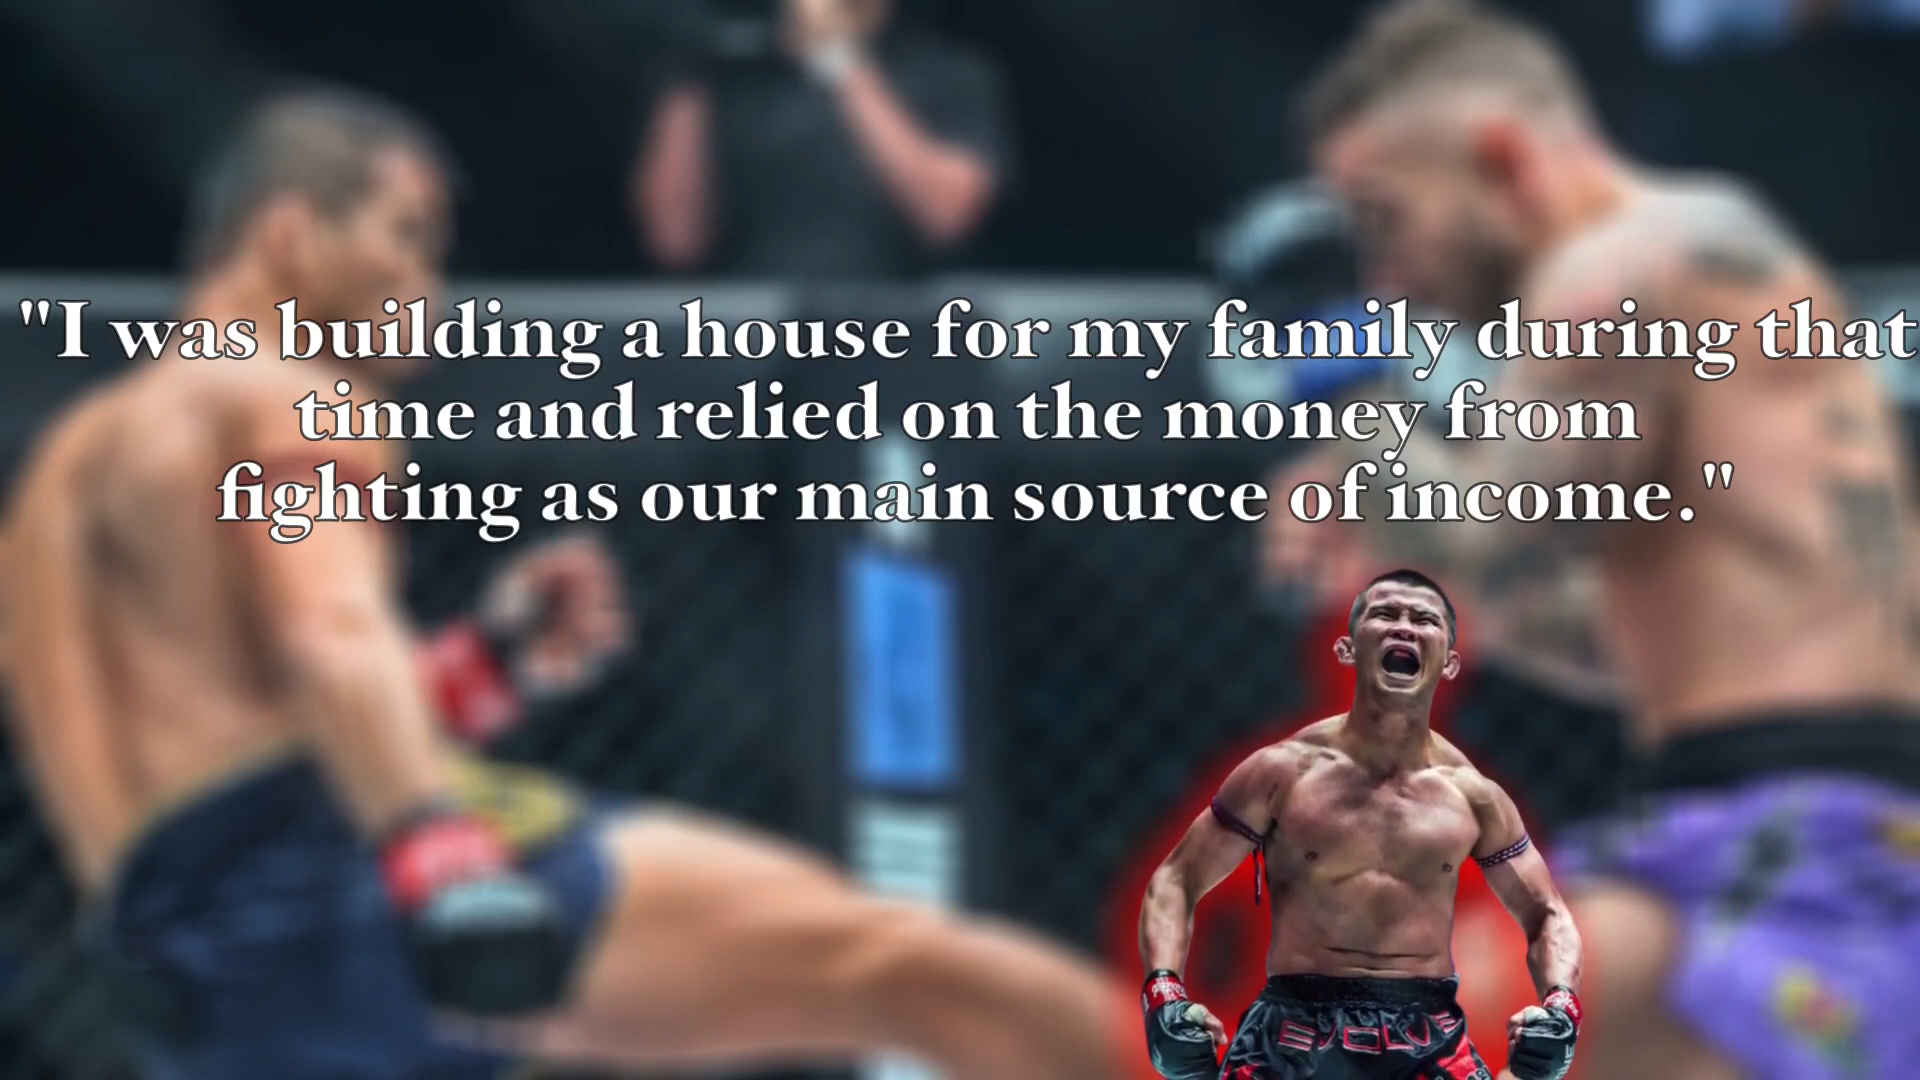 "I was building a house for my family during that
time and relied on the money from
fighting as our main source of income."
EVOLVE